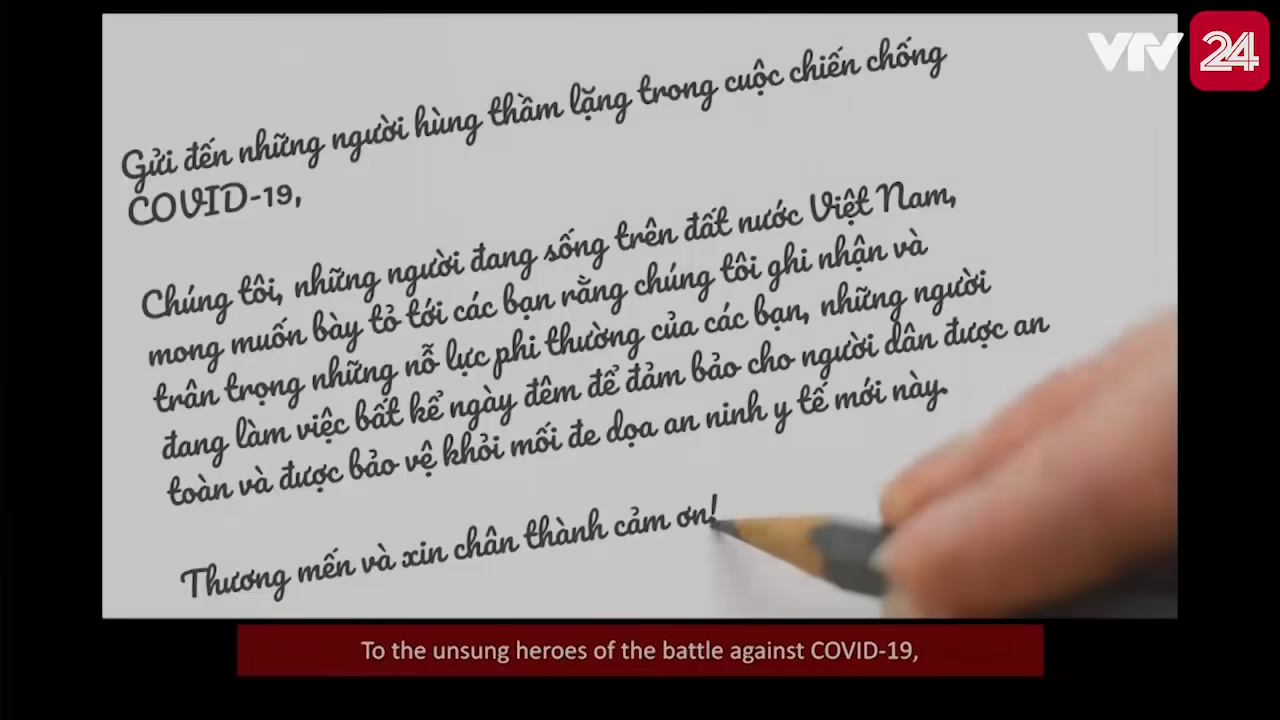 VTV 24
Gửi đến những người hùng thầm lặng trong cuộc chiến chống
COVID-19,
Chúng tôi, những người đang sống trên đất nước Việt Nam,
mong muốn bày tỏ tới các bạn rằng chúng tôi ghi nhận và
trân trọng những nỗ lực phi thường của các bạn, những người
đang làm việc bất kể ngày đêm để đảm bảo cho người dân được an
toàn và được bảo vệ khỏi mối đe dọa an ninh y tế mới này.
Thương mến và xin chân thành cảm ơn!
To the unsung heroes of the battle against COVID-19,